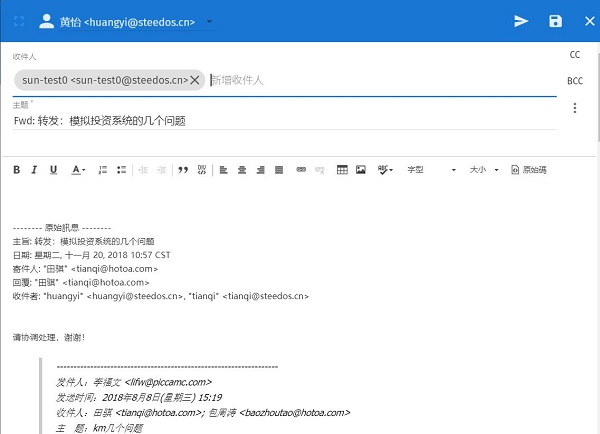 黄怡 <huangyi@steedos.cn>
收件人
CC
sun-test0 <sun-test0@steedos.cn> 新增收件人
BCC
主题 *
Fwd: 转发：模拟投资系统的几个问题
B I U A 字型 大小 原始码
-------- 原始訊息 --------
主旨: 转发：模拟投资系统的几个问题
日期: 星期二, 十一月 20, 2018 10:57 CST
寄件人: "田骐" <tianqi@hotoa.com>
回覆: "田骐" <tianqi@hotoa.com>
收件者: "huangyi" <huangyi@steedos.cn>, "tianqi" <tianqi@steedos.cn>
请协调处理，谢谢！
------------------------------------------------------------------
发件人：李福文 <lifw@piccamc.com>
发送时间：2018年8月8日(星期三) 15:19
收件人：田骐 <tianqi@hotoa.com>; 包周涛 <baozhoutao@hotoa.com>
主　题：km几个问题